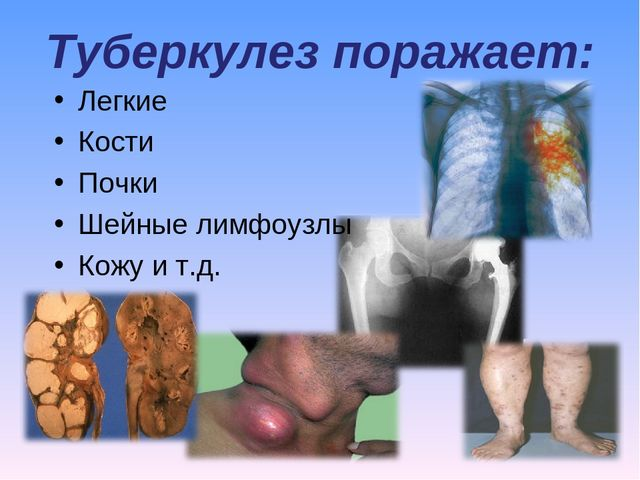 Туберкулез поражает:
• Легкие
• Кости
• Почки
• Шейные лимфоузлы
• Кожу и т.д.